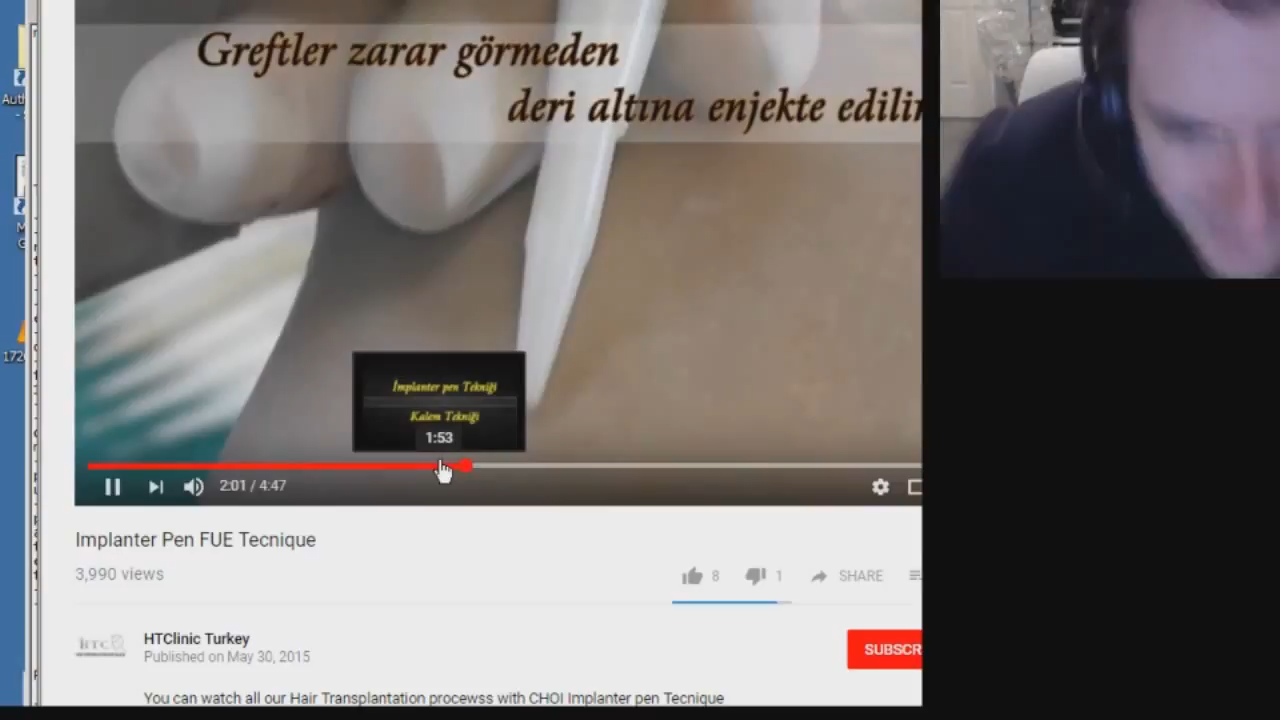 Greftler zarar görmeden
deri altına enjekte edilir
İmplanter pen Tekniği
Kalem Tekniği
1:53
2:01 / 4:47
Implanter Pen FUE Tecnique
3,990 views
8
1
SHARE
HTClinic Turkey
Published on May 30, 2015
SUBSCR
You can watch all our Hair Transplantation procewss with CHOI Implanter pen Tecnique
Auth
172